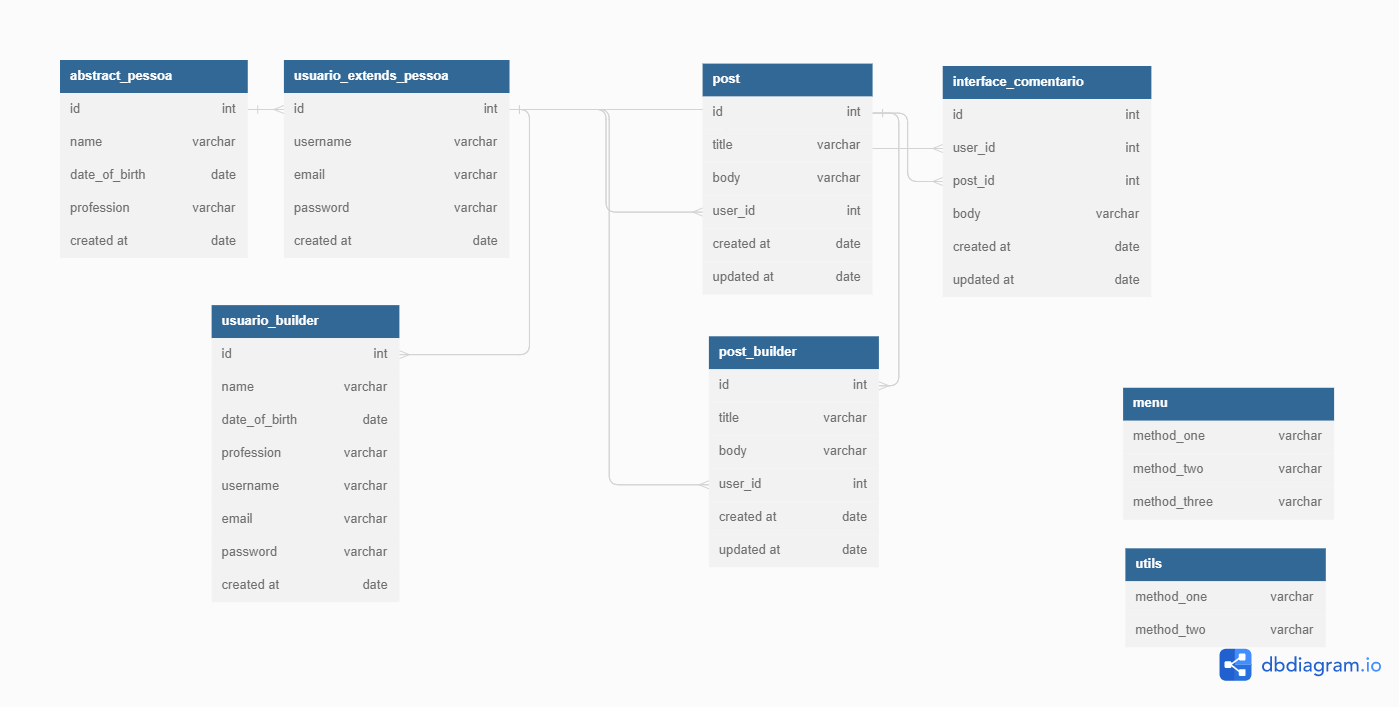 abstract_pessoa
id int
name varchar
date_of_birth date
profession varchar
created at date
usuario_extends_pessoa
id int
username varchar
email varchar
password varchar
created at date
post
id int
title varchar
body varchar
user_id int
created at date
updated at date
interface_comentario
id int
user_id int
post_id int
body varchar
created at date
updated at date
usuario_builder
id int
name varchar
date_of_birth date
profession varchar
username varchar
email varchar
password varchar
created at date
post_builder
id int
title varchar
body varchar
user_id int
created at date
updated at date
menu
method_one varchar
method_two varchar
method_three varchar
utils
method_one varchar
method_two varchar
dbdiagram.io